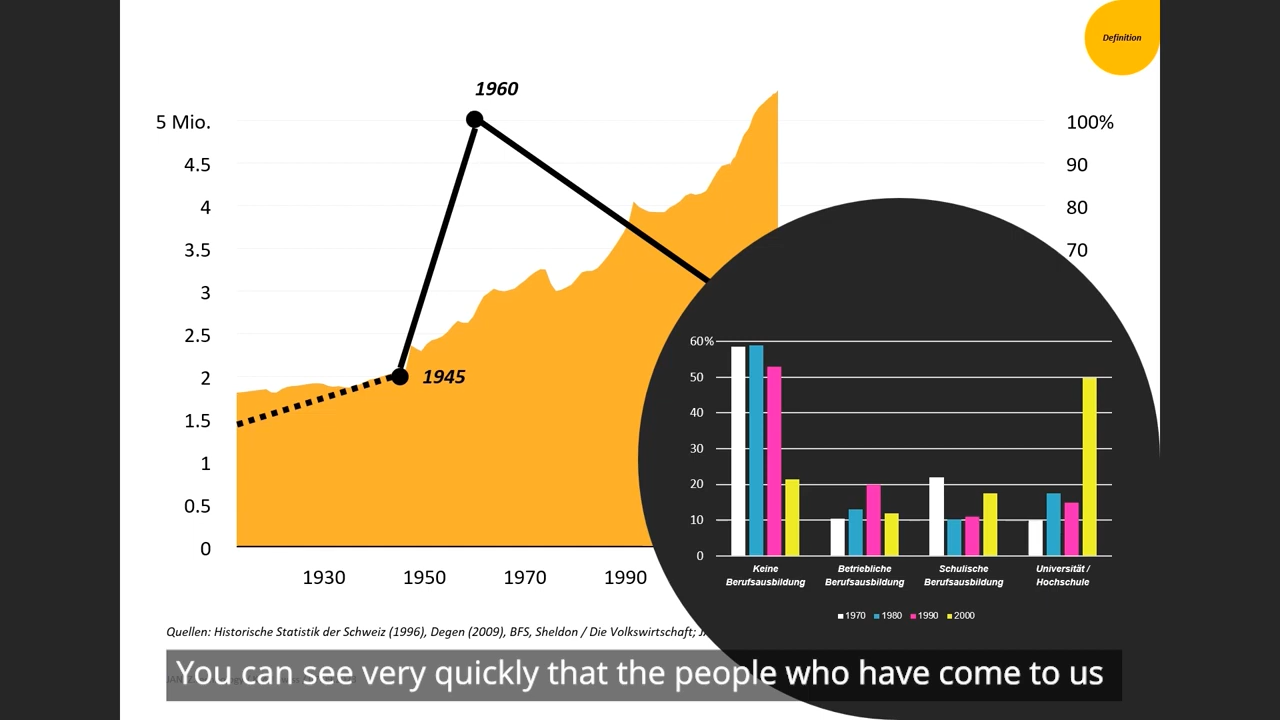 Definition
1960
5 Mio.
100%
4.5
90
4
80
3.5
70
3
2.5
2
1945
1.5
1
0.5
0
1930 1950 1970 1990
60%
50
40
30
20
10
0
Keine Berufsausbildung
Betriebliche Berufsausbildung
Schulische Berufsausbildung
Universität / Hochschule
1970 1980 1990 2000
Quellen: Historische Statistik der Schweiz (1996), Degen (2009), BFS, Sheldon / Die Volkswirtschaft;
You can see very quickly that the people who have come to us